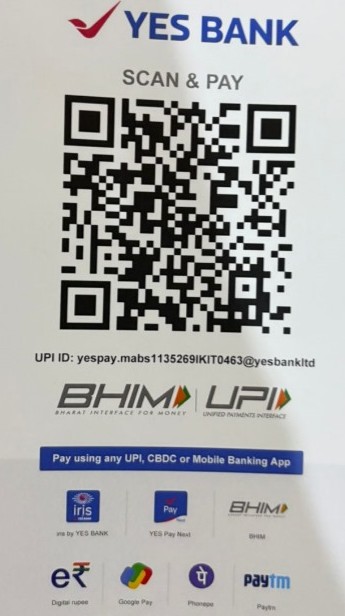 YES BANK
SCAN & PAY
UPI ID: yespay.mabs1135269IKIT0463@yesbankltd
BHIM UPI
BHARAT INTERFACE FOR MONEY UNIFIED PAYMENTS INTERFACE
Pay using any UPI, CBDC or Mobile Banking App
iris Pay BHIM
iris by YES BANK YES Pay Next BHIM
e₹ पे paytm
Digital rupee Google Pay Phonepe Paytm